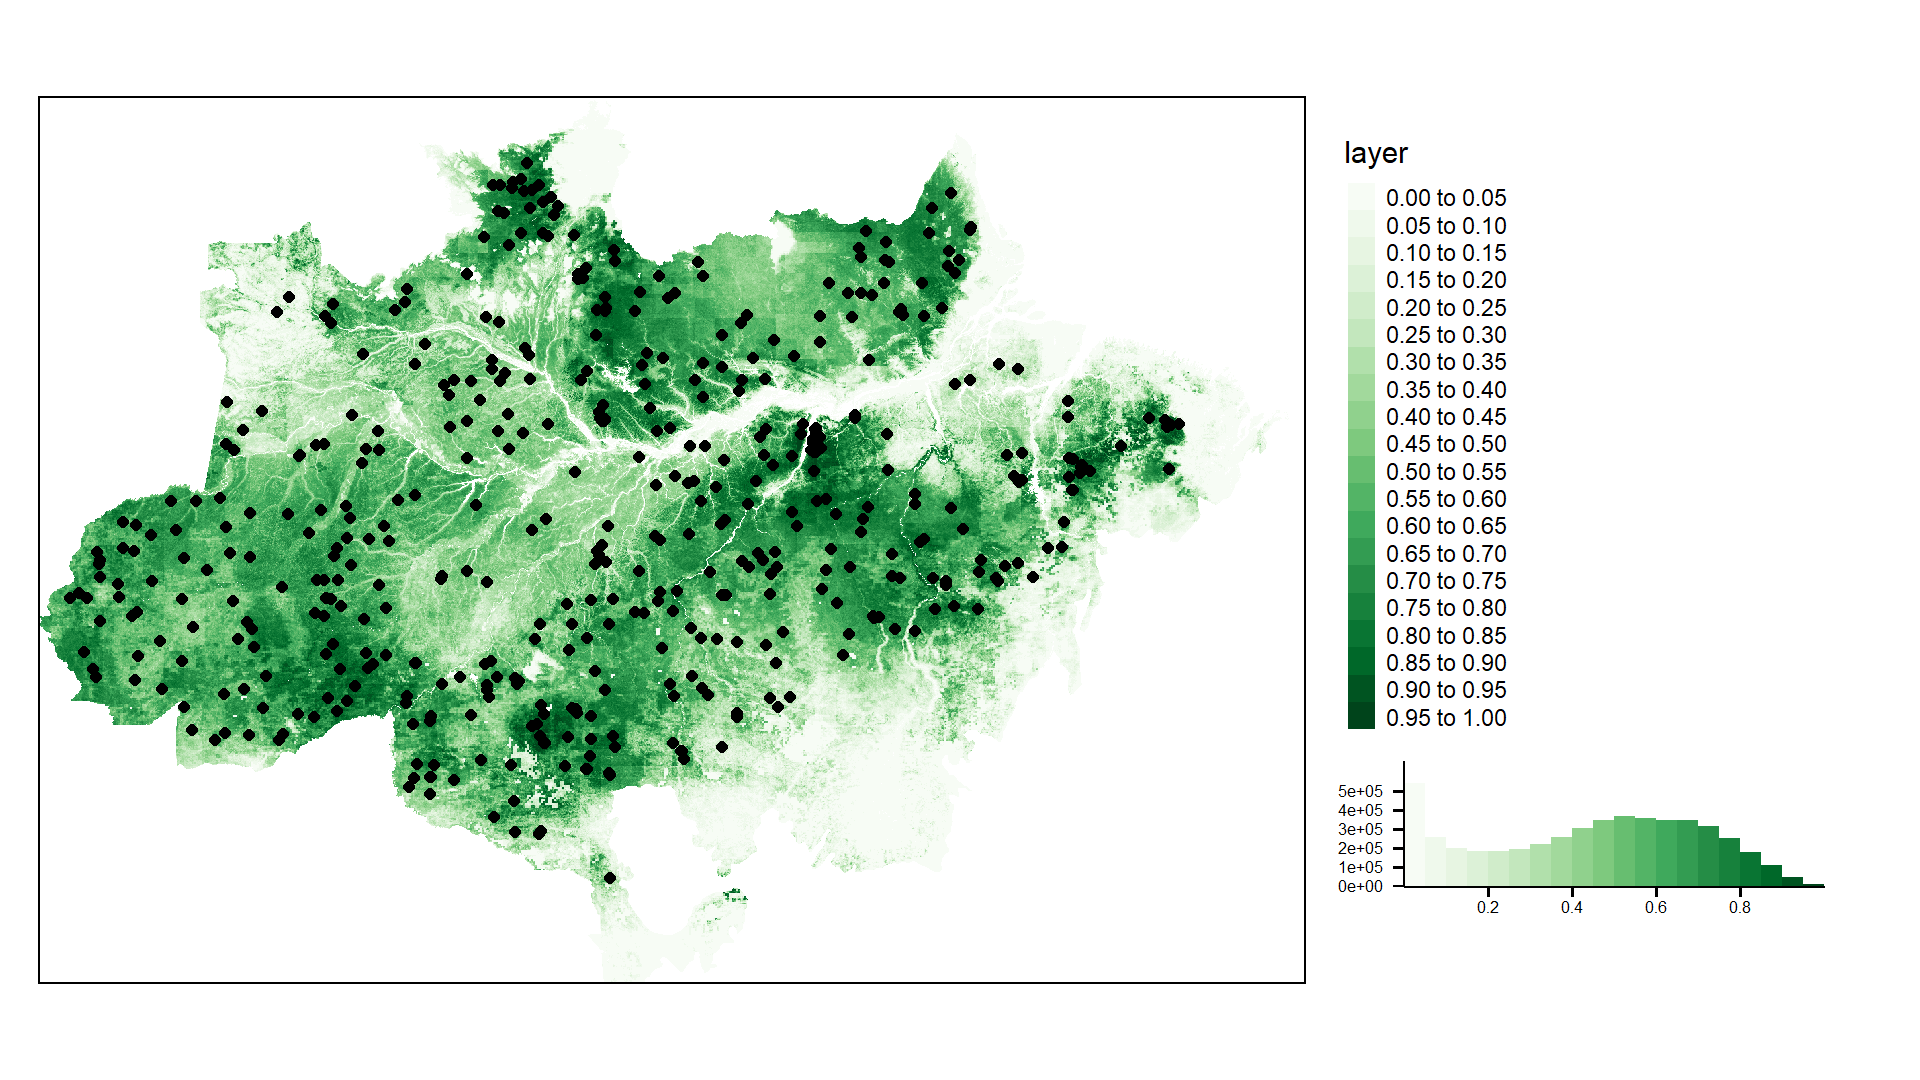 layer
0.00 to 0.05
0.05 to 0.10
0.10 to 0.15
0.15 to 0.20
0.20 to 0.25
0.25 to 0.30
0.30 to 0.35
0.35 to 0.40
0.40 to 0.45
0.45 to 0.50
0.50 to 0.55
0.55 to 0.60
0.60 to 0.65
0.65 to 0.70
0.70 to 0.75
0.75 to 0.80
0.80 to 0.85
0.85 to 0.90
0.90 to 0.95
0.95 to 1.00
5e+05
4e+05
3e+05
2e+05
1e+05
0e+00
0.2 0.4 0.6 0.8